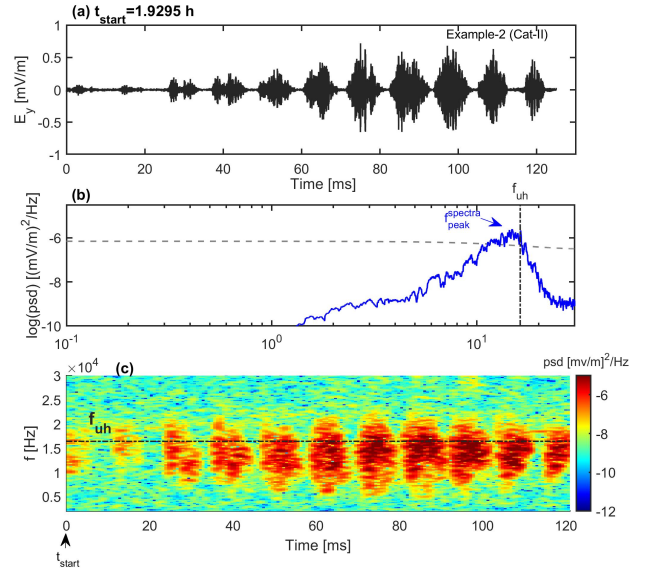 (a) t_start=1.9295 h
Example-2 (Cat-II)
E_y [mV/m]
1
0.5
0
-0.5
-1
0 20 40 60 80 100 120
Time [ms]
(b)
f_uh
f_peak^spectra
log(psd) [(mV/m)^2/Hz]
-6
-8
-10
10^-1 10^0 10^1
×10^4
(c)
psd [mv/m]^2/Hz
f_uh
f [Hz]
3
2.5
2
1.5
1
0.5
-6
-8
-10
-12
0 20 40 60 80 100 120
Time [ms]
t_start